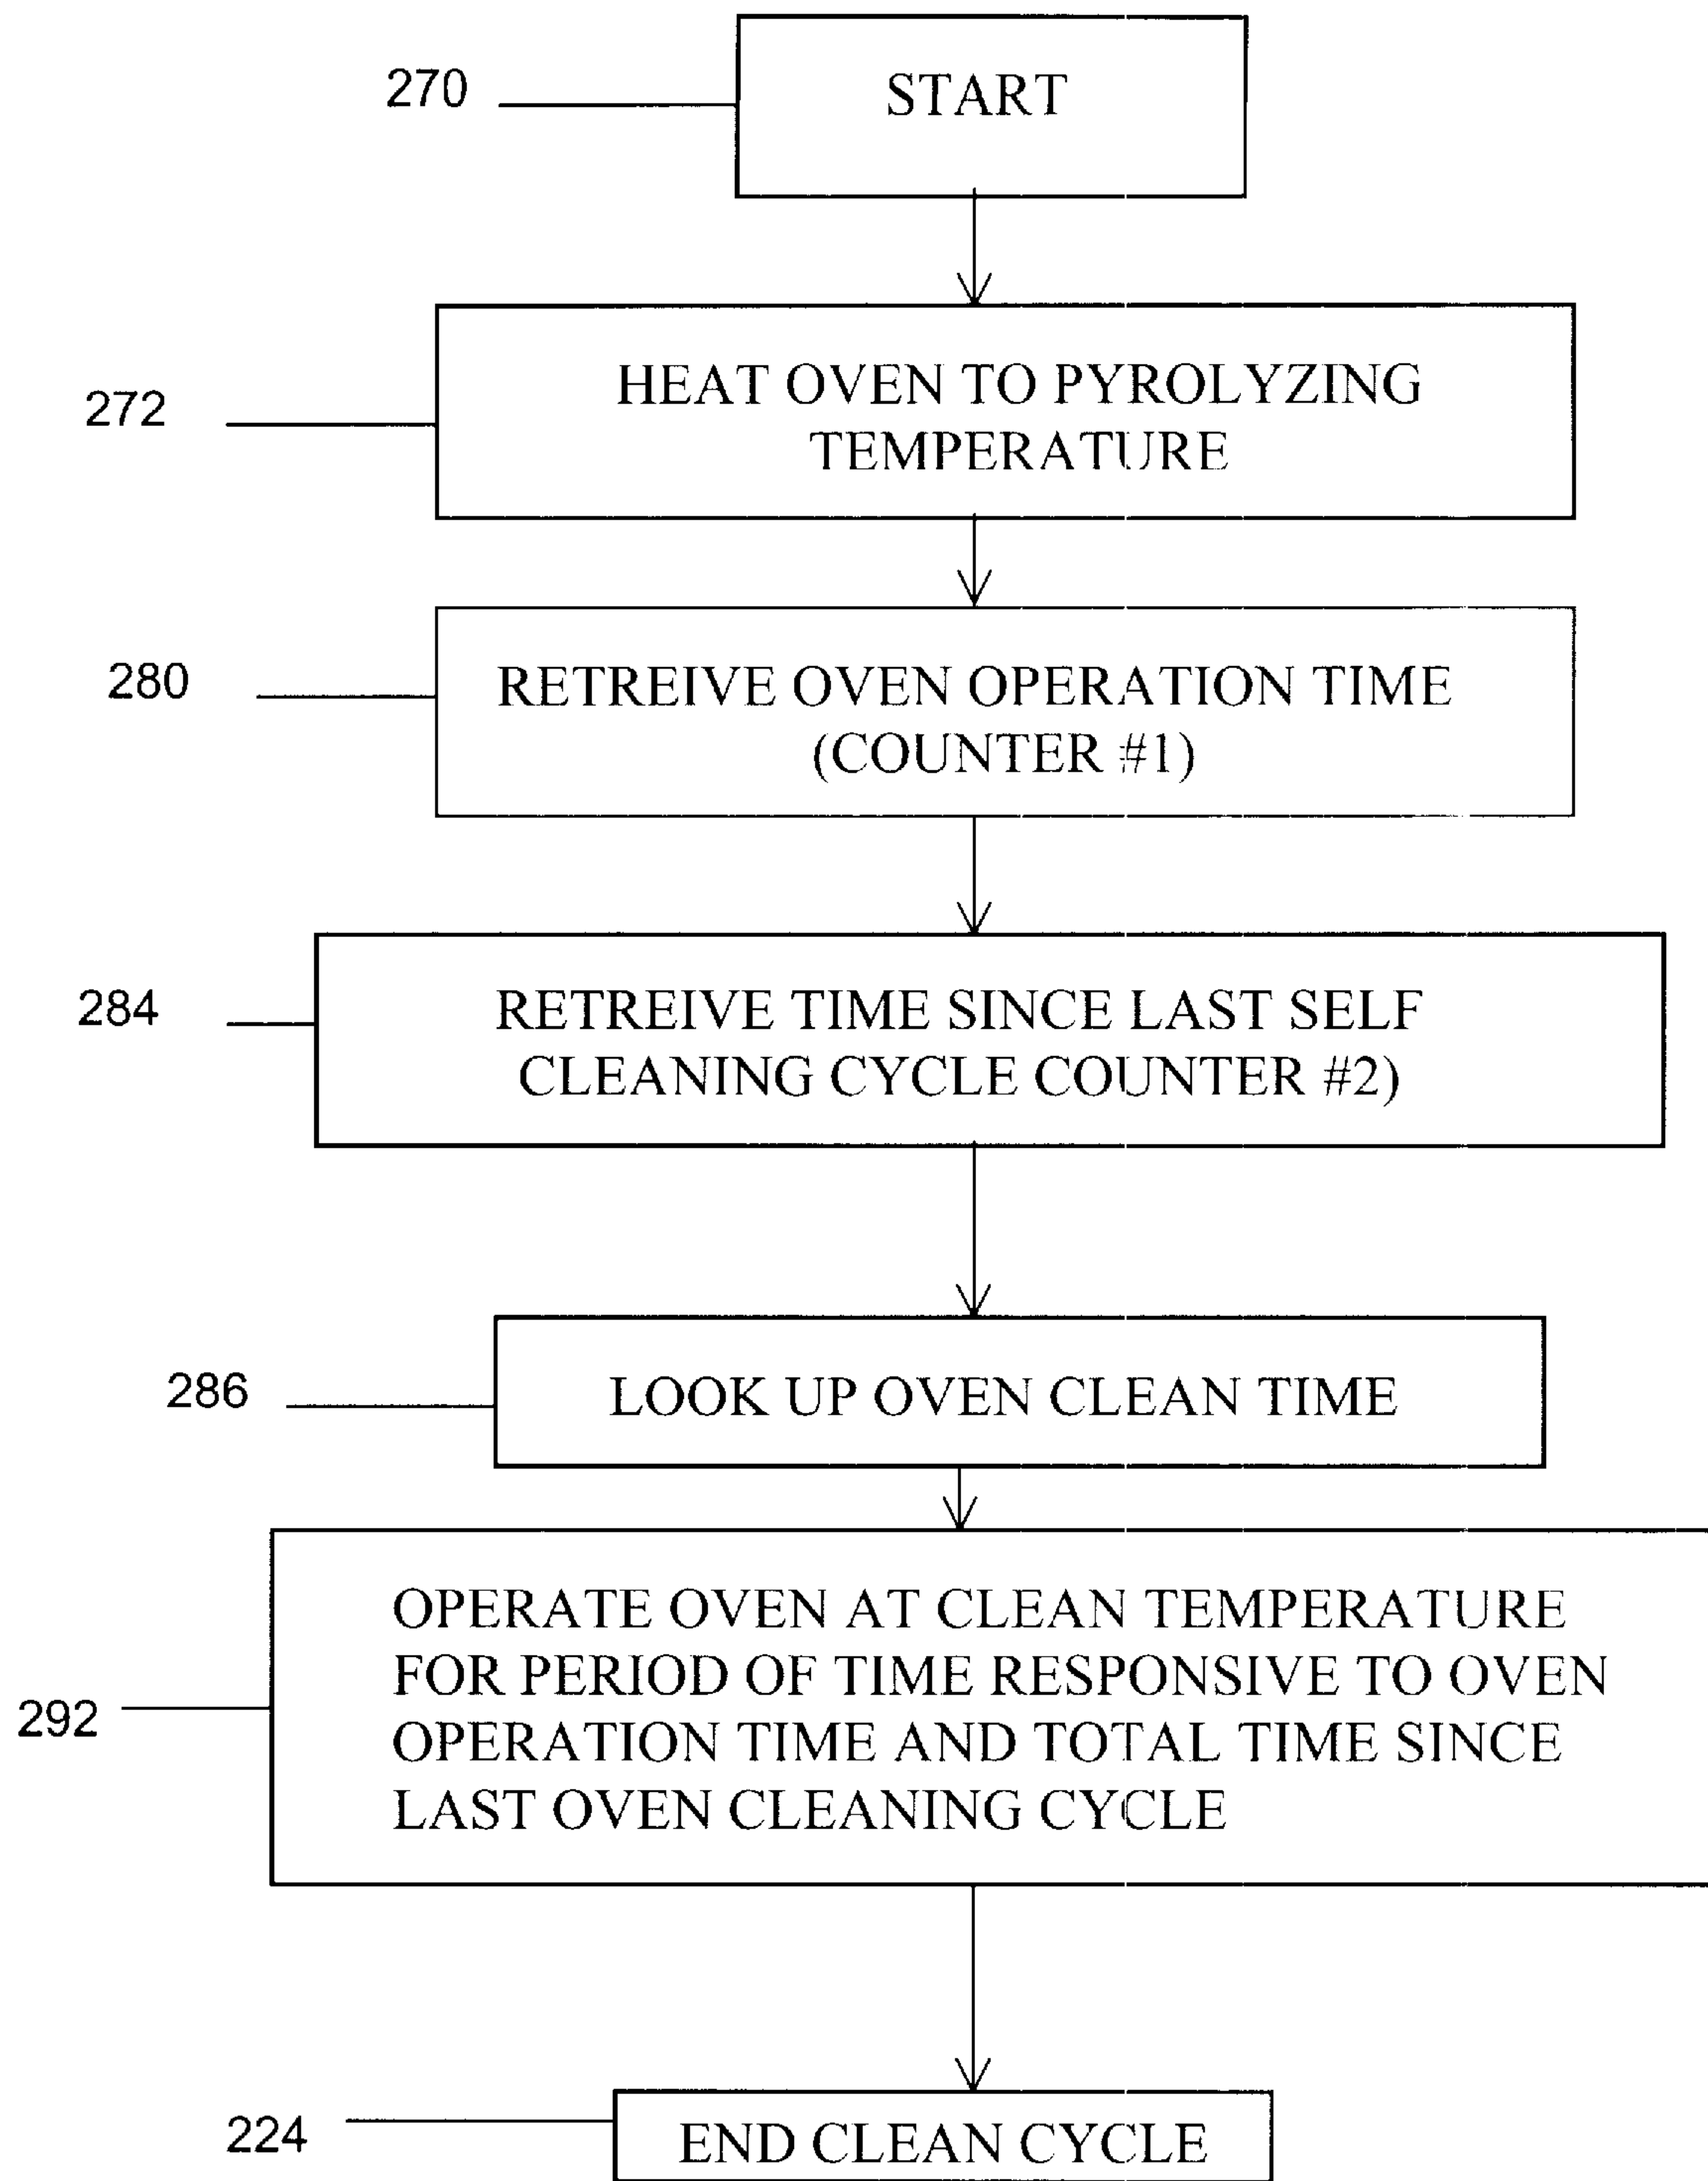 270
START
272
HEAT OVEN TO PYROLYZING
TEMPERATURE
280
RETREIVE OVEN OPERATION TIME
(COUNTER #1)
284
RETREIVE TIME SINCE LAST SELF
CLEANING CYCLE COUNTER #2)
286
LOOK UP OVEN CLEAN TIME
292
OPERATE OVEN AT CLEAN TEMPERATURE
FOR PERIOD OF TIME RESPONSIVE TO OVEN
OPERATION TIME AND TOTAL TIME SINCE
LAST OVEN CLEANING CYCLE
224
END CLEAN CYCLE